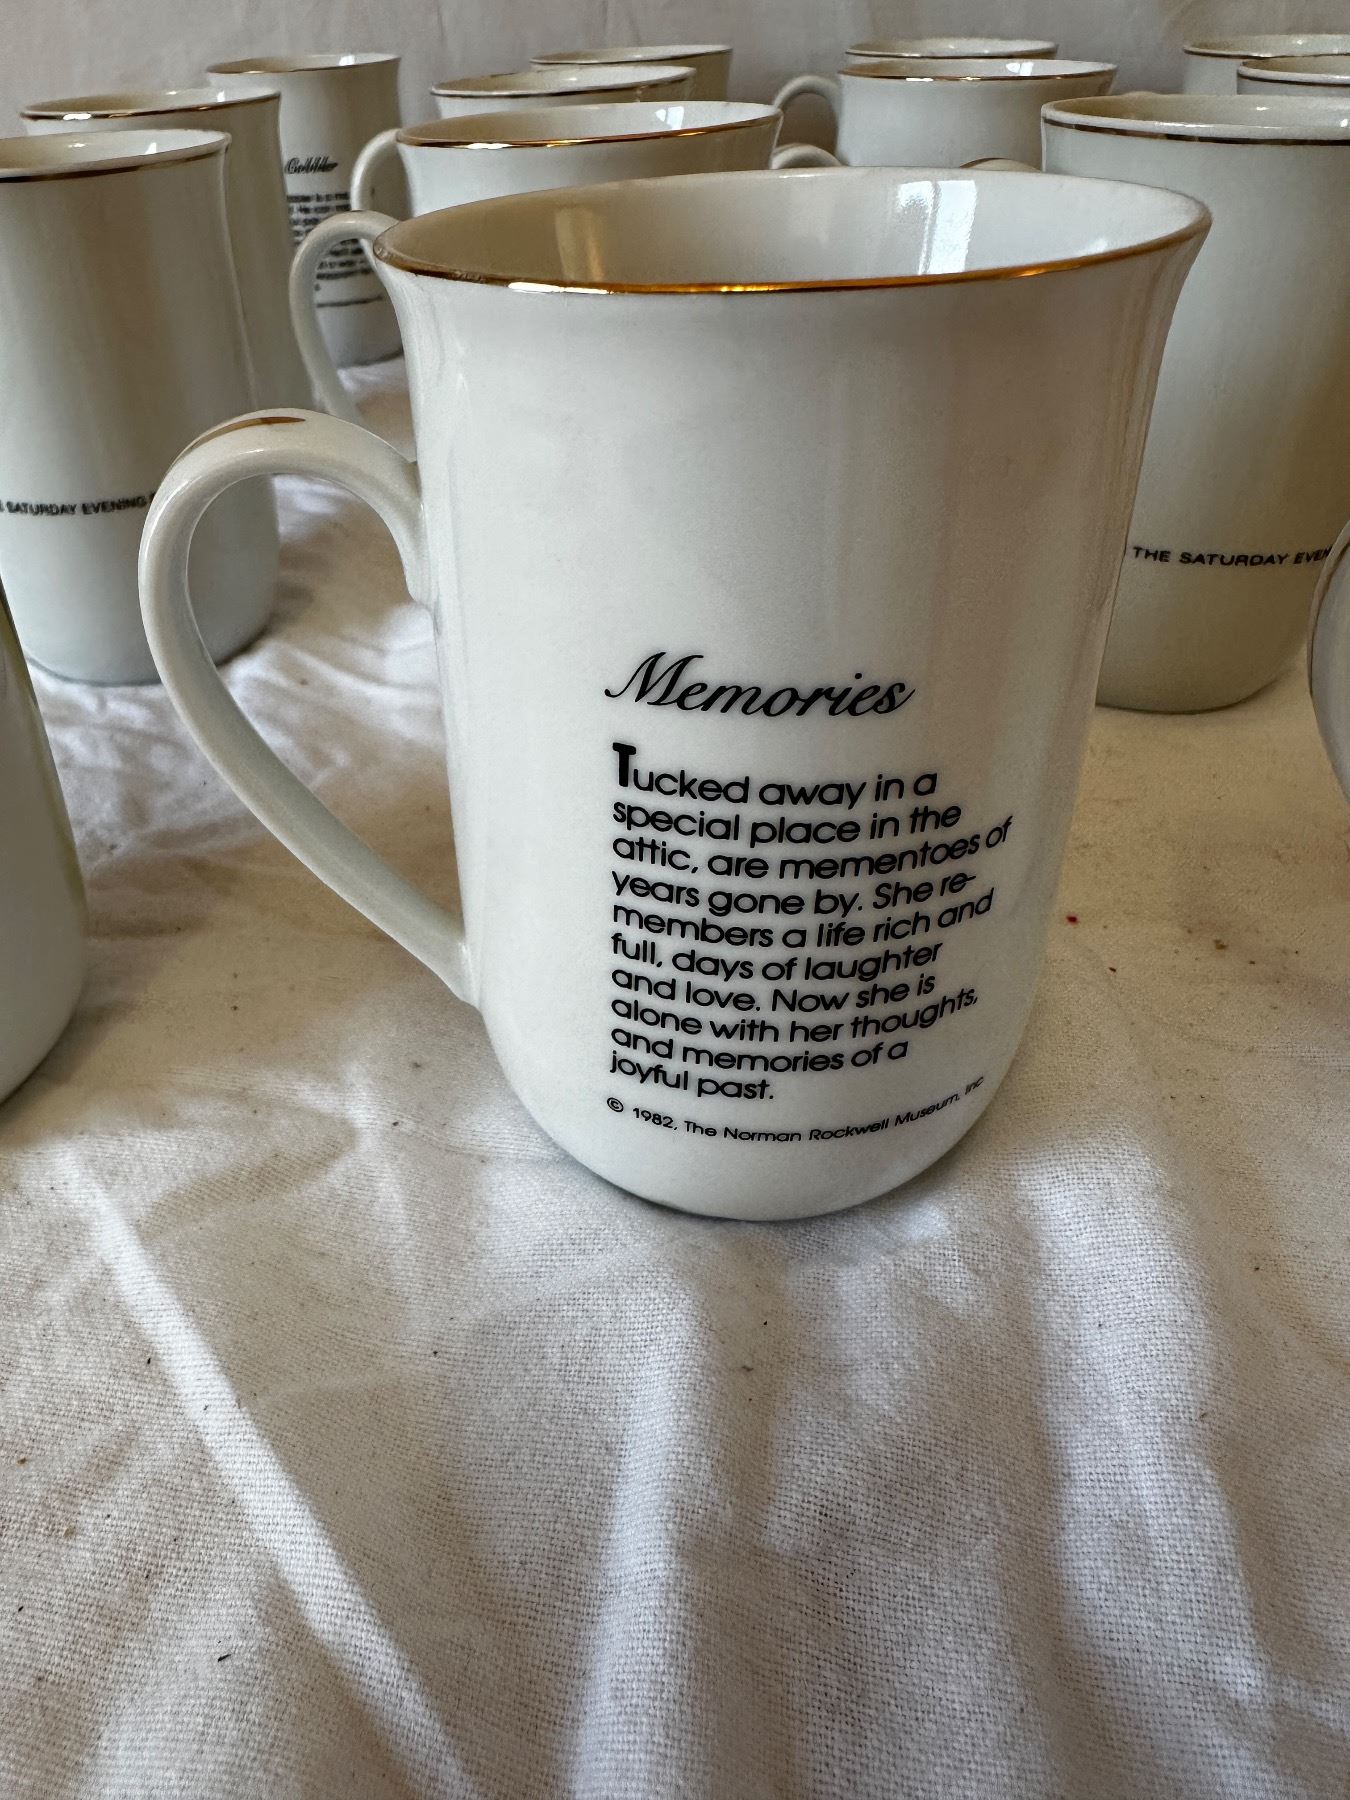 Memories
Tucked away in a
special place in the
attic, are mementoes of
years gone by. She re-
members a life rich and
full, days of laughter
and love. Now she is
alone with her thoughts,
and memories of a
joyful past.
© 1982, The Norman Rockwell Museum, Inc
SATURDAY EVENING
THE SATURDAY EVEN